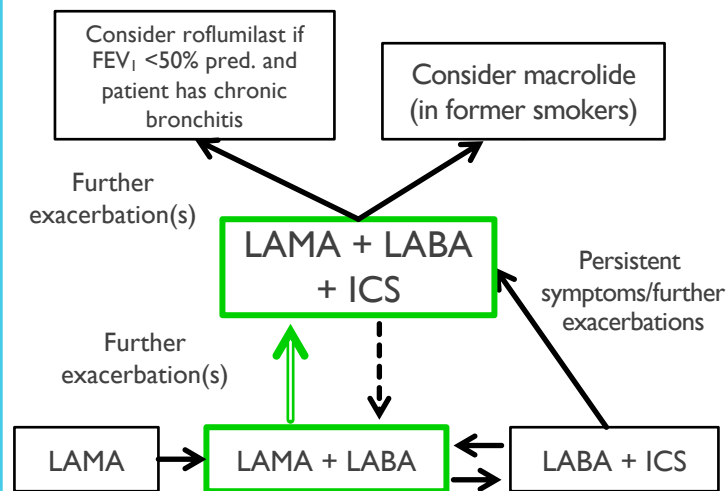 Consider roflumilast if
FEV₁ <50% pred. and
patient has chronic
bronchitis
Consider macrolide
(in former smokers)
Further
exacerbation(s)
LAMA + LABA
+ ICS
Persistent
symptoms/further
exacerbations
Further
exacerbation(s)
LAMA
LAMA + LABA
LABA + ICS